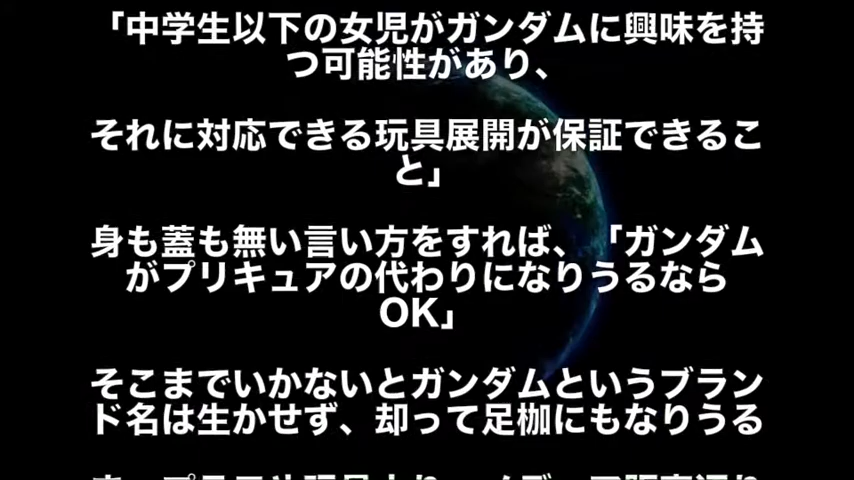 「中学生以下の女児がガンダムに興味を持
つ可能性があり、
それに対応できる玩具展開が保証できるこ
と」
身も蓋も無い言い方をすれば、「ガンダム
がプリキュアの代わりになりうるなら
OK」
そこまでいかないとガンダムというブラン
ド名は生かせず、却って足枷にもなりうる